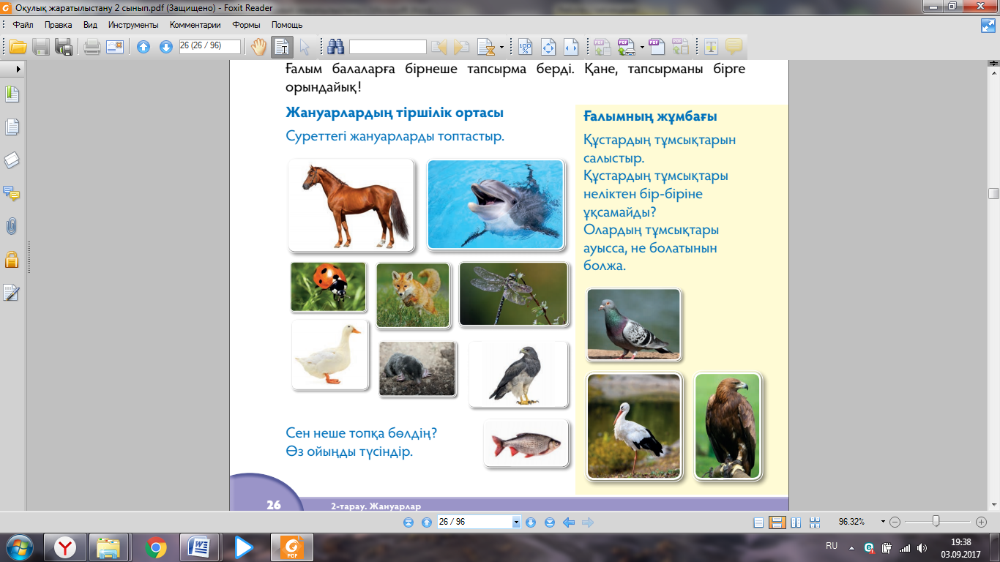 Оқулық жаратылыстану 2 сынып.pdf (Защищено) - Foxit Reader
Файл Правка Вид Инструменты Комментарии Формы Помощь
26 (26 / 96)
Ғалым балаларға бірнеше тапсырма берді. Қане, тапсырманы бірге
орындайық!
Жануарлардың тіршілік ортасы
Суреттегі жануарларды топтастыр.
Сен неше топқа бөлдің?
Өз ойыңды түсіндір.
Ғалымның жұмбағы
Құстардың тұмсықтарын
салыстыр.
Құстардың тұмсықтары
неліктен бір-біріне
ұқсамайды?
Олардың тұмсықтары
ауысса, не болатынын
болжа.
26 2-тарау. Жануарлар
26 / 96 96.32%
RU 19:38
03.09.2017